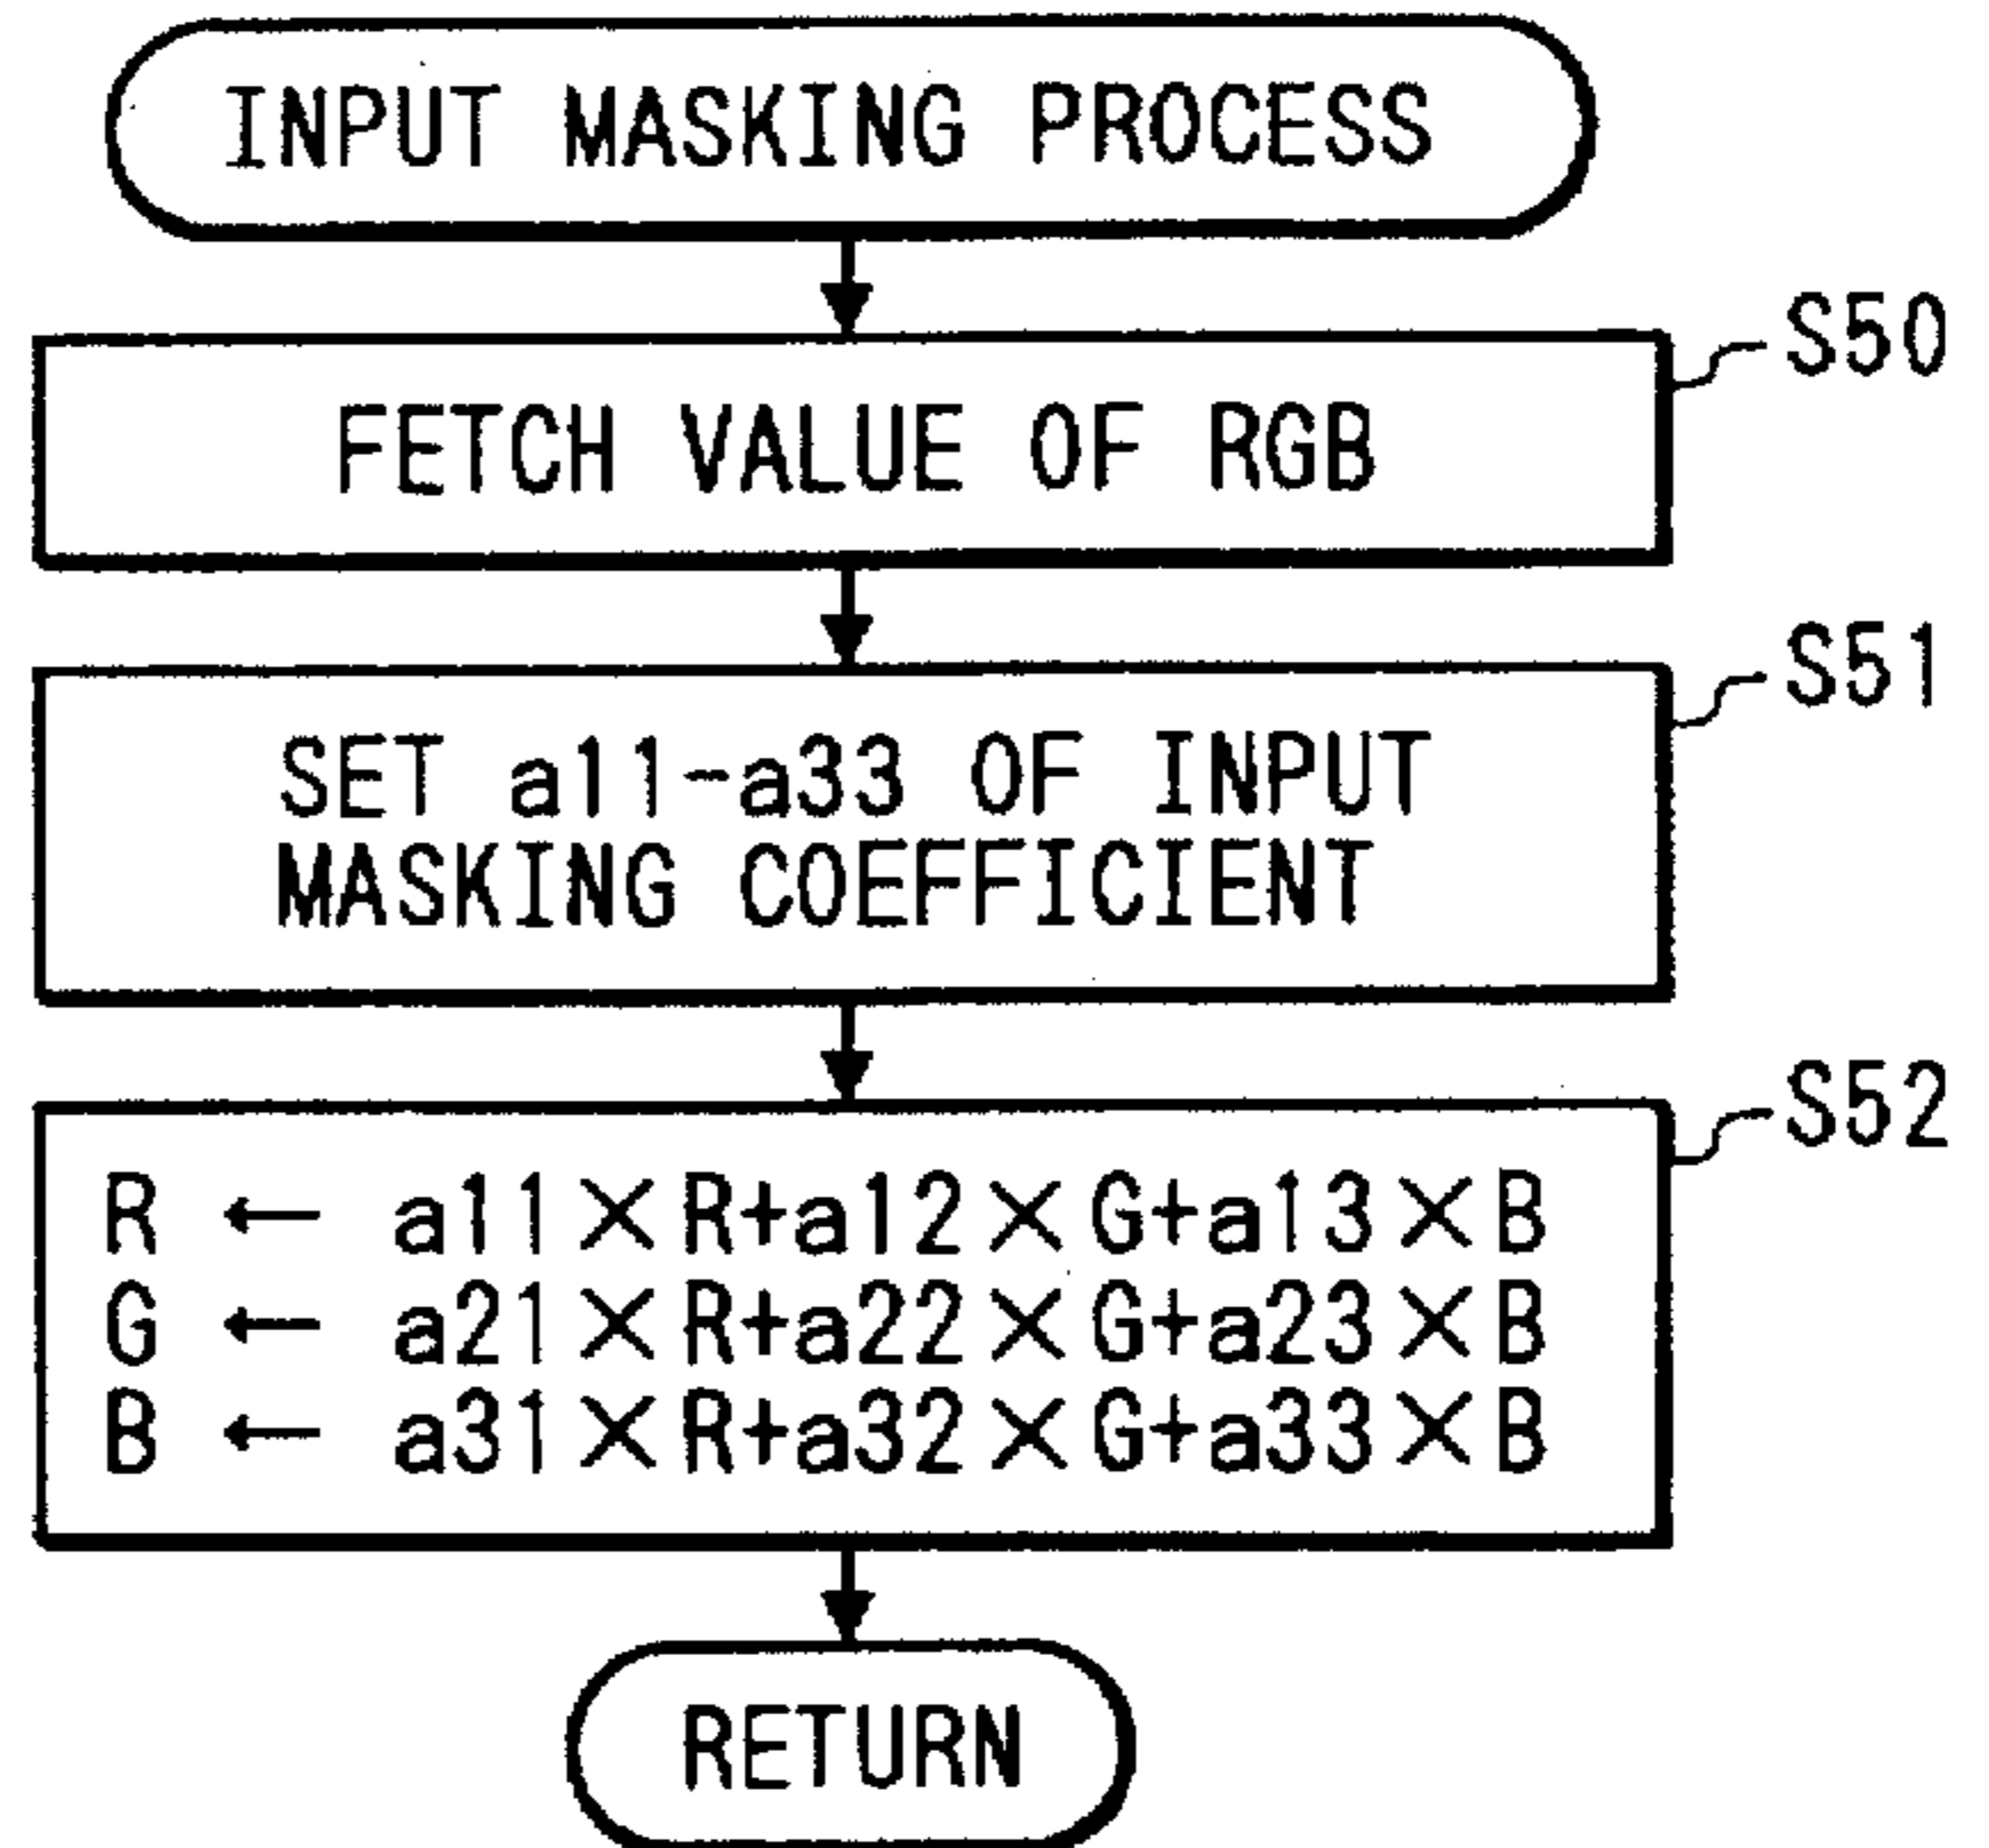 INPUT MASKING PROCESS
S50
FETCH VALUE OF RGB
S51
SET a11-a33 OF INPUT
MASKING COEFFICIENT
S52
R ← a11×R+a12×G+a13×B
G ← a21×R+a22×G+a23×B
B ← a31×R+a32×G+a33×B
RETURN